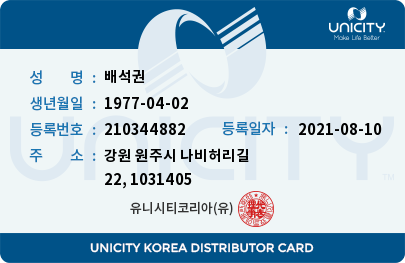 UNICITY
Make Life Better
성 명 : 배석권
생년월일 : 1977-04-02
등록번호 : 210344882 등록일자 : 2021-08-10
주 소 : 강원 원주시 나비허리길
22, 1031405
UNICITY
TM
유니시티코리아(유)
UNICITY KOREA DISTRIBUTOR CARD